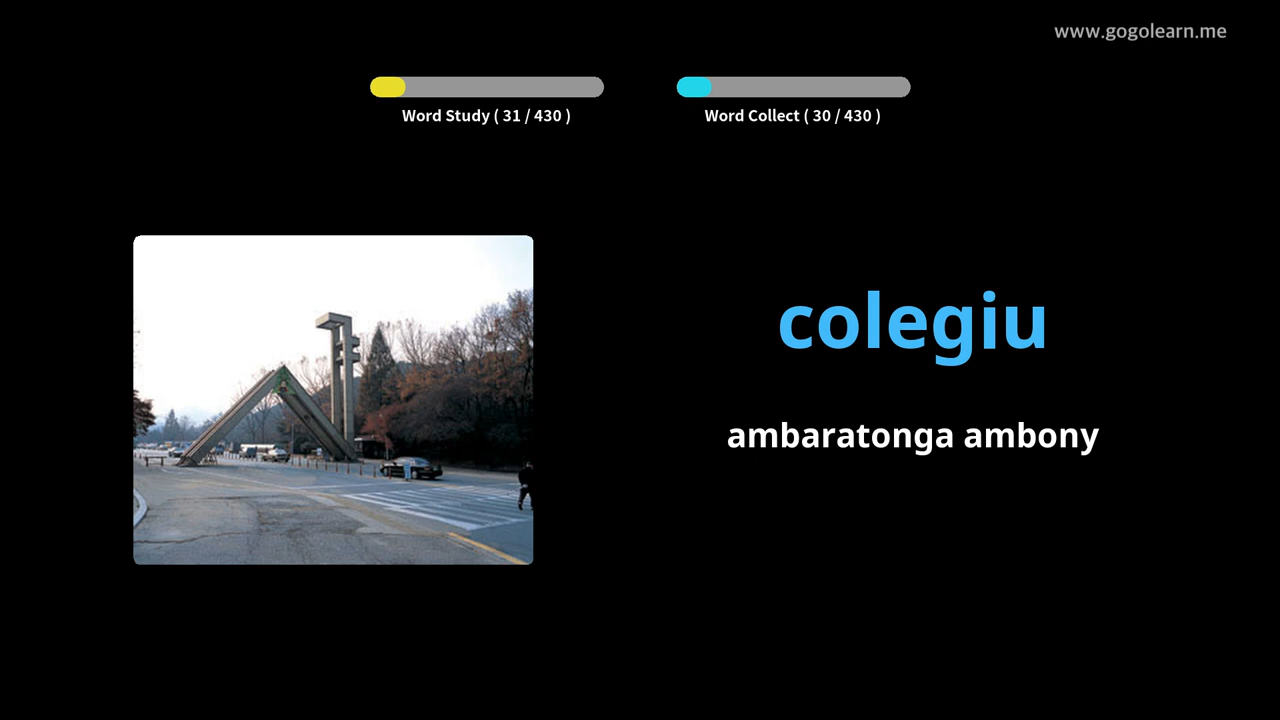 www.gogolearn.me
Word Study ( 31 / 430 )
Word Collect ( 30 / 430 )
colegiu
ambaratonga ambony